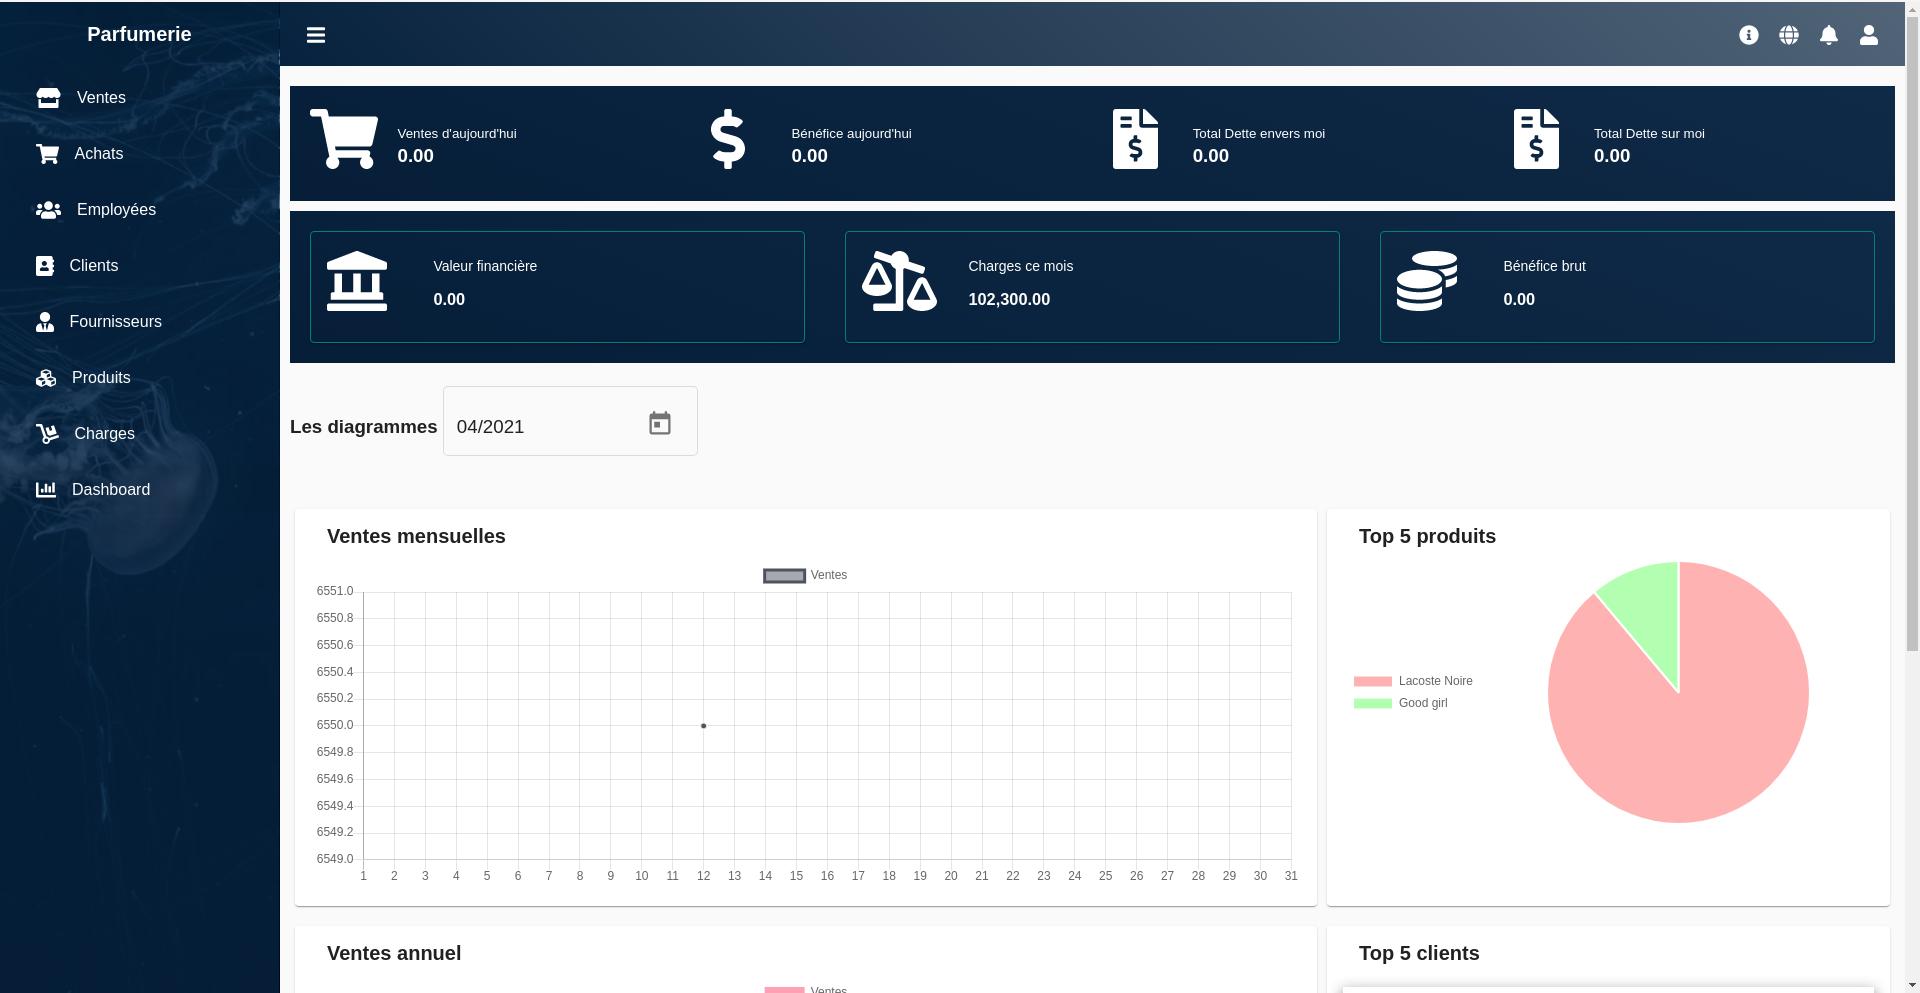 Parfumerie
Ventes
Achats
Employées
Clients
Fournisseurs
Produits
Charges
Dashboard
Ventes d'aujourd'hui
0.00
Bénéfice aujourd'hui
0.00
Total Dette envers moi
0.00
Total Dette sur moi
0.00
Valeur financière
0.00
Charges ce mois
102,300.00
Bénéfice brut
0.00
Les diagrammes 04/2021
Ventes mensuelles
Ventes
6551.0
6550.8
6550.6
6550.4
6550.2
6550.0
6549.8
6549.6
6549.4
6549.2
6549.0
1 2 3 4 5 6 7 8 9 10 11 12 13 14 15 16 17 18 19 20 21 22 23 24 25 26 27 28 29 30 31
Top 5 produits
Lacoste Noire
Good girl
Ventes annuel
Ventes
Top 5 clients